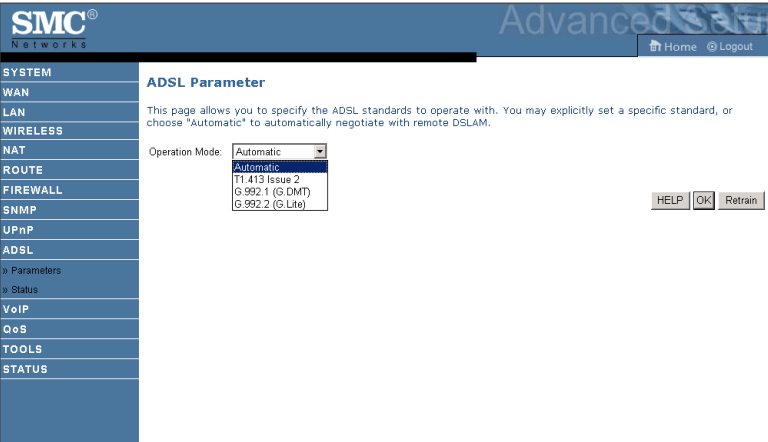 SMC®
Networks
Advanced Setup
Home
Logout
SYSTEM
WAN
LAN
WIRELESS
NAT
ROUTE
FIREWALL
SNMP
UPnP
ADSL
» Parameters
» Status
VoIP
QoS
TOOLS
STATUS
ADSL Parameter
This page allows you to specify the ADSL standards to operate with. You may explicitly set a specific standard, or
choose "Automatic" to automatically negotiate with remote DSLAM.
Operation Mode: Automatic
Automatic
T1.413 Issue 2
G.992.1 (G.DMT)
G.992.2 (G.Lite)
HELP OK Retrain